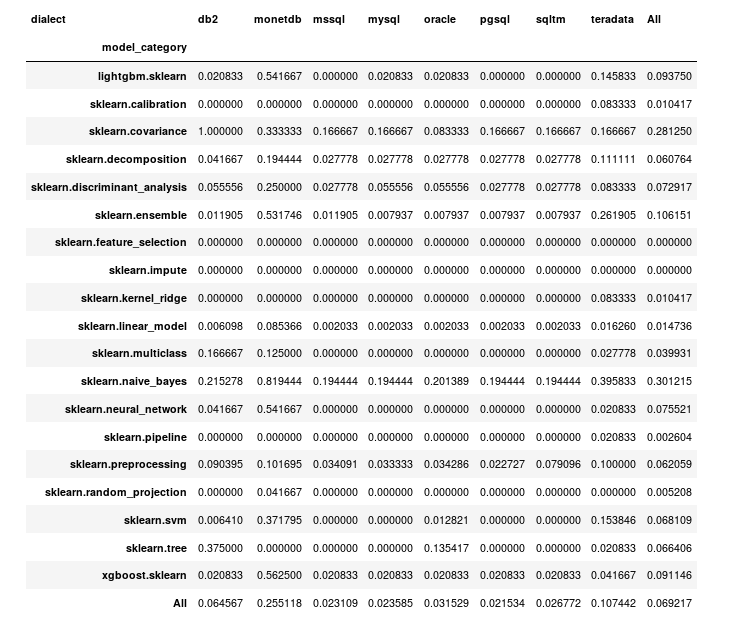 dialect db2 monetdb mssql mysql oracle pgsql sqltm teradata All
model_category
lightgbm.sklearn 0.020833 0.541667 0.000000 0.020833 0.020833 0.000000 0.000000 0.145833 0.093750
sklearn.calibration 0.000000 0.000000 0.000000 0.000000 0.000000 0.000000 0.000000 0.083333 0.010417
sklearn.covariance 1.000000 0.333333 0.166667 0.166667 0.083333 0.166667 0.166667 0.166667 0.281250
sklearn.decomposition 0.041667 0.194444 0.027778 0.027778 0.027778 0.027778 0.027778 0.111111 0.060764
sklearn.discriminant_analysis 0.055556 0.250000 0.027778 0.055556 0.055556 0.027778 0.027778 0.083333 0.072917
sklearn.ensemble 0.011905 0.531746 0.011905 0.007937 0.007937 0.007937 0.007937 0.261905 0.106151
sklearn.feature_selection 0.000000 0.000000 0.000000 0.000000 0.000000 0.000000 0.000000 0.000000 0.000000
sklearn.impute 0.000000 0.000000 0.000000 0.000000 0.000000 0.000000 0.000000 0.000000 0.000000
sklearn.kernel_ridge 0.000000 0.000000 0.000000 0.000000 0.000000 0.000000 0.000000 0.083333 0.010417
sklearn.linear_model 0.006098 0.085366 0.002033 0.002033 0.002033 0.002033 0.002033 0.016260 0.014736
sklearn.multiclass 0.166667 0.125000 0.000000 0.000000 0.000000 0.000000 0.000000 0.027778 0.039931
sklearn.naive_bayes 0.215278 0.819444 0.194444 0.194444 0.201389 0.194444 0.194444 0.395833 0.301215
sklearn.neural_network 0.041667 0.541667 0.000000 0.000000 0.000000 0.000000 0.000000 0.020833 0.075521
sklearn.pipeline 0.000000 0.000000 0.000000 0.000000 0.000000 0.000000 0.000000 0.020833 0.002604
sklearn.preprocessing 0.090395 0.101695 0.034091 0.033333 0.034286 0.022727 0.079096 0.100000 0.062059
sklearn.random_projection 0.000000 0.041667 0.000000 0.000000 0.000000 0.000000 0.000000 0.000000 0.005208
sklearn.svm 0.006410 0.371795 0.000000 0.000000 0.012821 0.000000 0.000000 0.153846 0.068109
sklearn.tree 0.375000 0.000000 0.000000 0.000000 0.135417 0.000000 0.000000 0.020833 0.066406
xgboost.sklearn 0.020833 0.562500 0.020833 0.020833 0.020833 0.020833 0.020833 0.041667 0.091146
All 0.064567 0.255118 0.023109 0.023585 0.031529 0.021534 0.026772 0.107442 0.069217